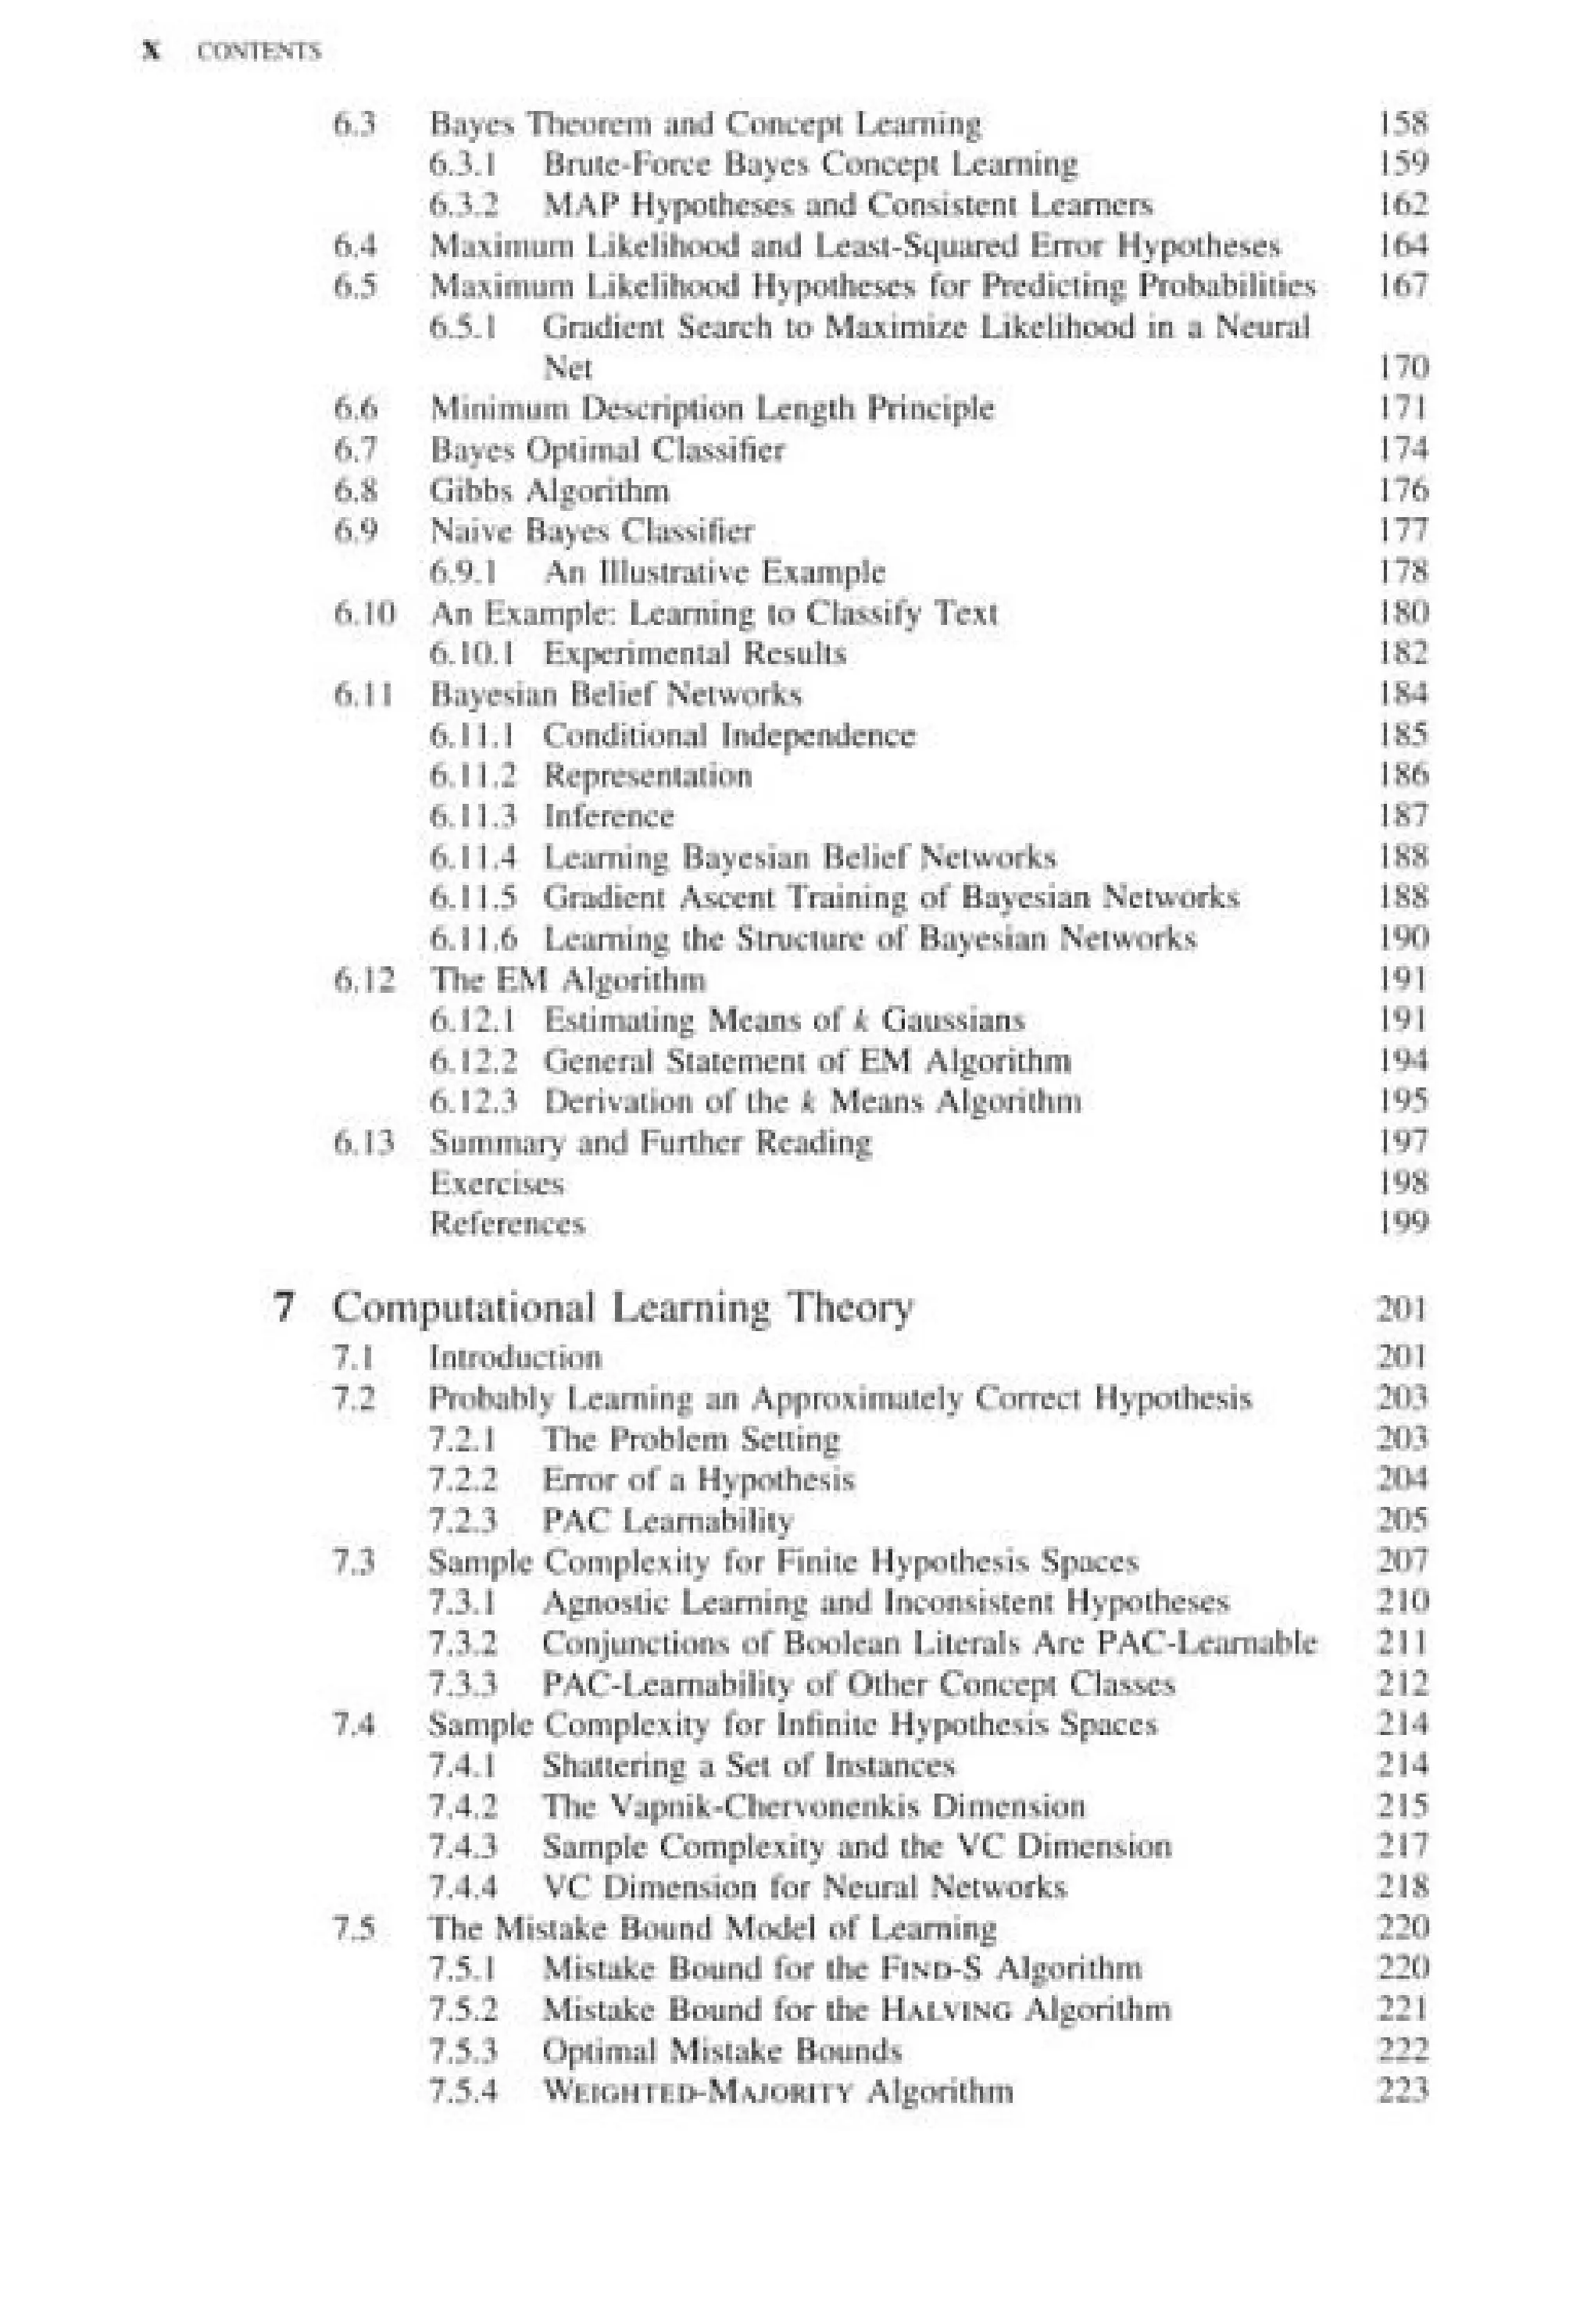 X CONTENTS
6.3 Bayes Theorem and Concept Learning 158
6.3.1 Brute-Force Bayes Concept Learning 159
6.3.2 MAP Hypotheses and Consistent Learners 162
6.4 Maximum Likelihood and Least-Squared Error Hypotheses 164
6.5 Maximum Likelihood Hypotheses for Predicting Probabilities 167
6.5.1 Gradient Search to Maximize Likelihood in a Neural
Net 170
6.6 Minimum Description Length Principle 171
6.7 Bayes Optimal Classifier 174
6.8 Gibbs Algorithm 176
6.9 Naive Bayes Classifier 177
6.9.1 An Illustrative Example 178
6.10 An Example: Learning to Classify Text 180
6.10.1 Experimental Results 182
6.11 Bayesian Belief Networks 184
6.11.1 Conditional Independence 185
6.11.2 Representation 186
6.11.3 Inference 187
6.11.4 Learning Bayesian Belief Networks 188
6.11.5 Gradient Ascent Training of Bayesian Networks 188
6.11.6 Learning the Structure of Bayesian Networks 190
6.12 The EM Algorithm 191
6.12.1 Estimating Means of k Gaussians 191
6.12.2 General Statement of EM Algorithm 194
6.12.3 Derivation of the k Means Algorithm 195
6.13 Summary and Further Reading 197
Exercises 198
References 199
7 Computational Learning Theory 201
7.1 Introduction 201
7.2 Probably Learning an Approximately Correct Hypothesis 203
7.2.1 The Problem Setting 203
7.2.2 Error of a Hypothesis 204
7.2.3 PAC Learnability 205
7.3 Sample Complexity for Finite Hypothesis Spaces 207
7.3.1 Agnostic Learning and Inconsistent Hypotheses 210
7.3.2 Conjunctions of Boolean Literals Are PAC-Learnable 211
7.3.3 PAC-Learnability of Other Concept Classes 212
7.4 Sample Complexity for Infinite Hypothesis Spaces 214
7.4.1 Shattering a Set of Instances 214
7.4.2 The Vapnik-Chervonenkis Dimension 215
7.4.3 Sample Complexity and the VC Dimension 217
7.4.4 VC Dimension for Neural Networks 218
7.5 The Mistake Bound Model of Learning 220
7.5.1 Mistake Bound for the FIND-S Algorithm 220
7.5.2 Mistake Bound for the HALVING Algorithm 221
7.5.3 Optimal Mistake Bounds 222
7.5.4 WEIGHTED-MAJORITY Algorithm 223